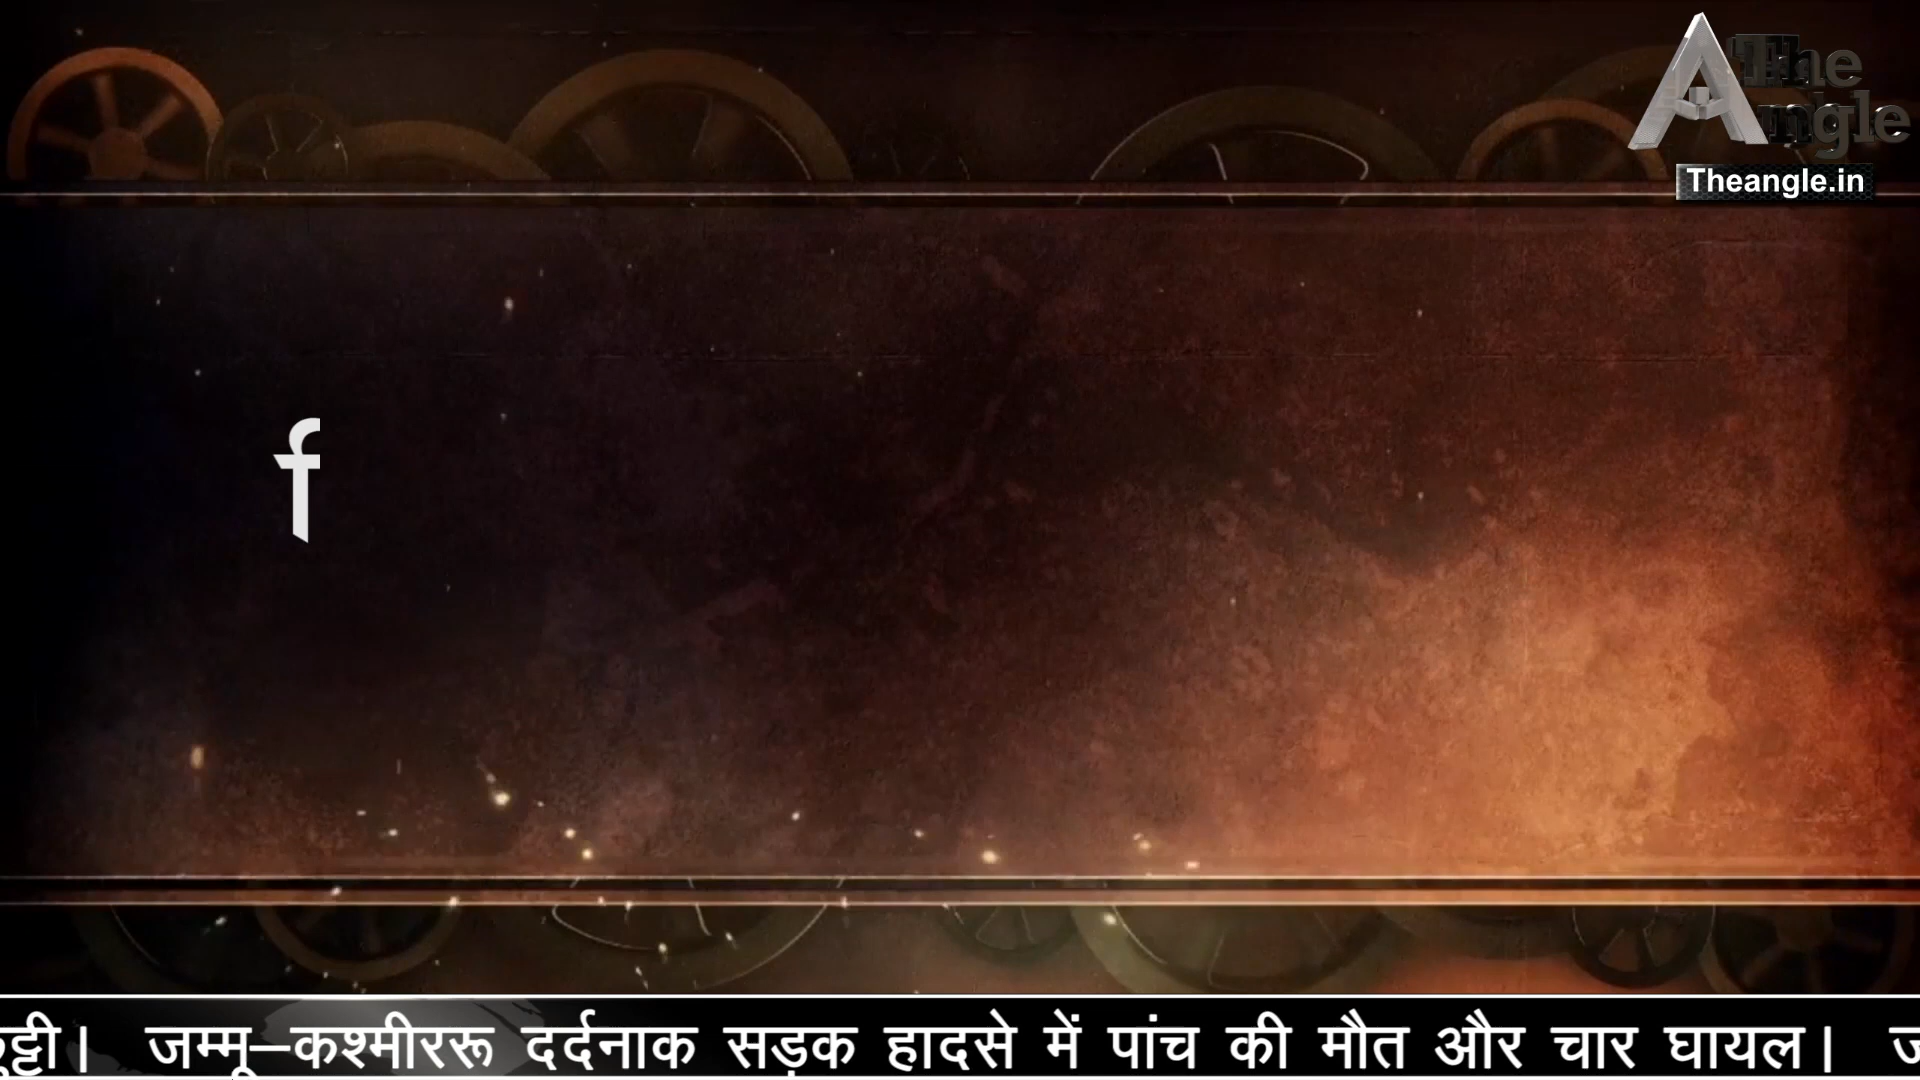 The
Angle
Theangle.in
जम्मू–कश्मीररू दर्दनाक सड़क हादसे में पांच की मौत और चार घायल।